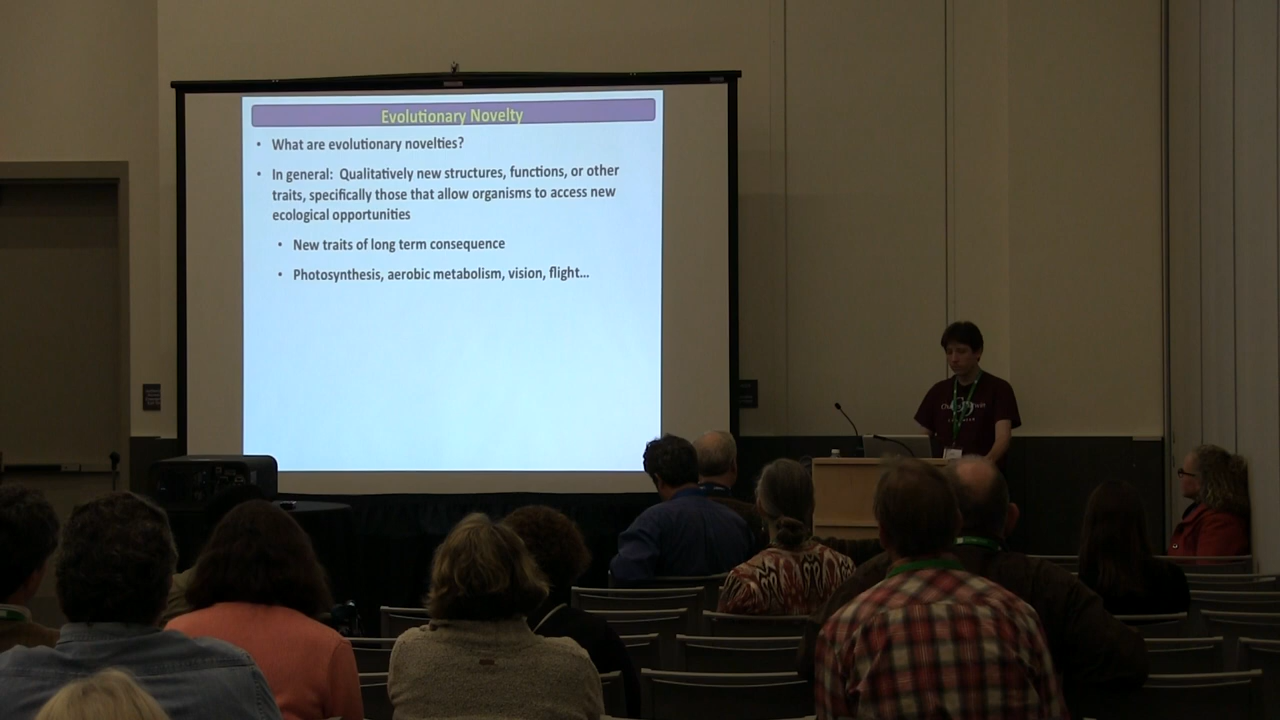 Evolutionary Novelty
• What are evolutionary novelties?
• In general: Qualitatively new structures, functions, or other
traits, specifically those that allow organisms to access new
ecological opportunities
• New traits of long term consequence
• Photosynthesis, aerobic metabolism, vision, flight...